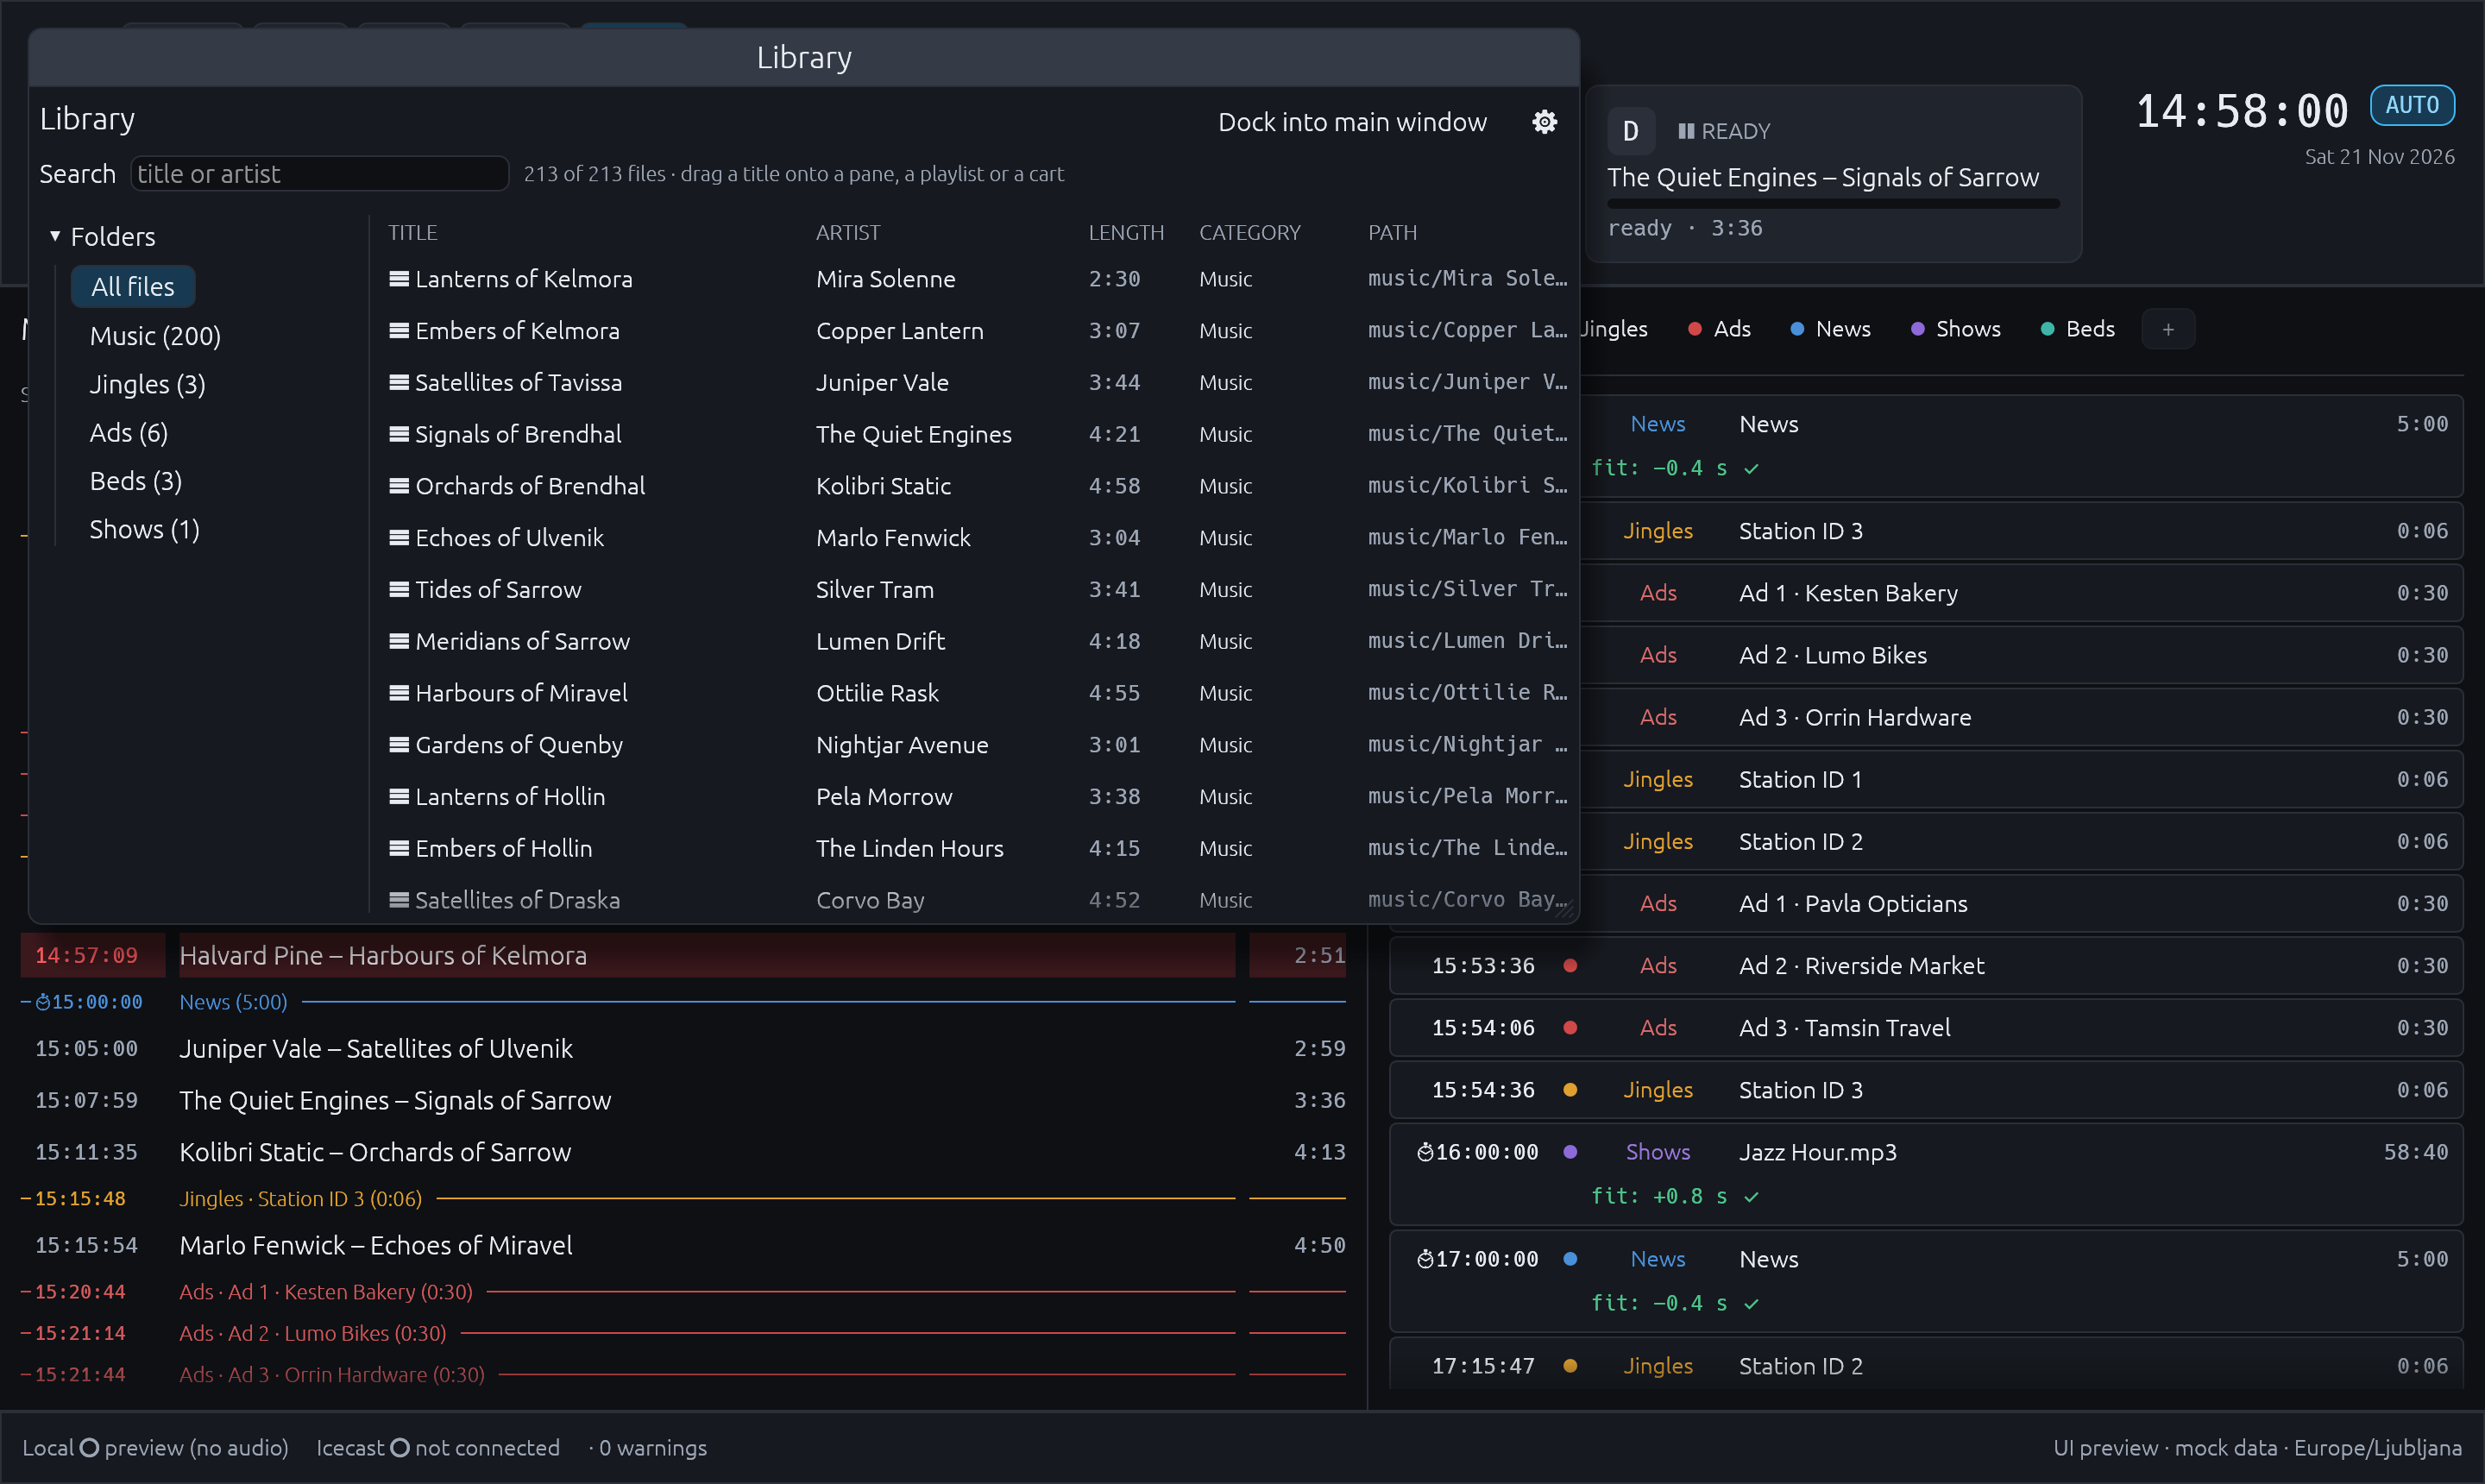 Library
Library
Dock into main window
Search title or artist 213 of 213 files · drag a title onto a pane, a playlist or a cart
▼ Folders
All files
Music (200)
Jingles (3)
Ads (6)
Beds (3)
Shows (1)
TITLE ARTIST LENGTH CATEGORY PATH
Lanterns of Kelmora Mira Solenne 2:30 Music music/Mira Sole…
Embers of Kelmora Copper Lantern 3:07 Music music/Copper La…
Satellites of Tavissa Juniper Vale 3:44 Music music/Juniper V…
Signals of Brendhal The Quiet Engines 4:21 Music music/The Quiet…
Orchards of Brendhal Kolibri Static 4:58 Music music/Kolibri S…
Echoes of Ulvenik Marlo Fenwick 3:04 Music music/Marlo Fen…
Tides of Sarrow Silver Tram 3:41 Music music/Silver Tr…
Meridians of Sarrow Lumen Drift 4:18 Music music/Lumen Dri…
Harbours of Miravel Ottilie Rask 4:55 Music music/Ottilie R…
Gardens of Quenby Nightjar Avenue 3:01 Music music/Nightjar …
Lanterns of Hollin Pela Morrow 3:38 Music music/Pela Morr…
Embers of Hollin The Linden Hours 4:15 Music music/The Linde…
Satellites of Draska Corvo Bay 4:52 Music music/Corvo Bay…
D READY
The Quiet Engines – Signals of Sarrow
ready · 3:36
14:58:00 AUTO
Sat 21 Nov 2026
Jingles Ads News Shows Beds +
News News 5:00
fit: −0.4 s ✓
Jingles Station ID 3 0:06
Ads Ad 1 · Kesten Bakery 0:30
Ads Ad 2 · Lumo Bikes 0:30
Ads Ad 3 · Orrin Hardware 0:30
Jingles Station ID 1 0:06
Jingles Station ID 2 0:06
Ads Ad 1 · Pavla Opticians 0:30
15:53:36 Ads Ad 2 · Riverside Market 0:30
15:54:06 Ads Ad 3 · Tamsin Travel 0:30
15:54:36 Jingles Station ID 3 0:06
16:00:00 Shows Jazz Hour.mp3 58:40
fit: +0.8 s ✓
17:00:00 News News 5:00
fit: −0.4 s ✓
17:15:47 Jingles Station ID 2 0:06
14:57:09 Halvard Pine – Harbours of Kelmora 2:51
15:00:00 News (5:00)
15:05:00 Juniper Vale – Satellites of Ulvenik 2:59
15:07:59 The Quiet Engines – Signals of Sarrow 3:36
15:11:35 Kolibri Static – Orchards of Sarrow 4:13
15:15:48 Jingles · Station ID 3 (0:06)
15:15:54 Marlo Fenwick – Echoes of Miravel 4:50
15:20:44 Ads · Ad 1 · Kesten Bakery (0:30)
15:21:14 Ads · Ad 2 · Lumo Bikes (0:30)
15:21:44 Ads · Ad 3 · Orrin Hardware (0:30)
Local preview (no audio) Icecast not connected · 0 warnings
UI preview · mock data · Europe/Ljubljana